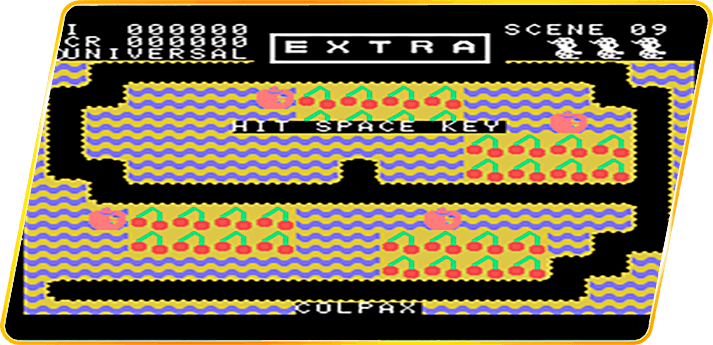 I 000000
CR 000000
UNIVERSAL
EXTRA
SCENE 09
HIT SPACE KEY
COLPAX